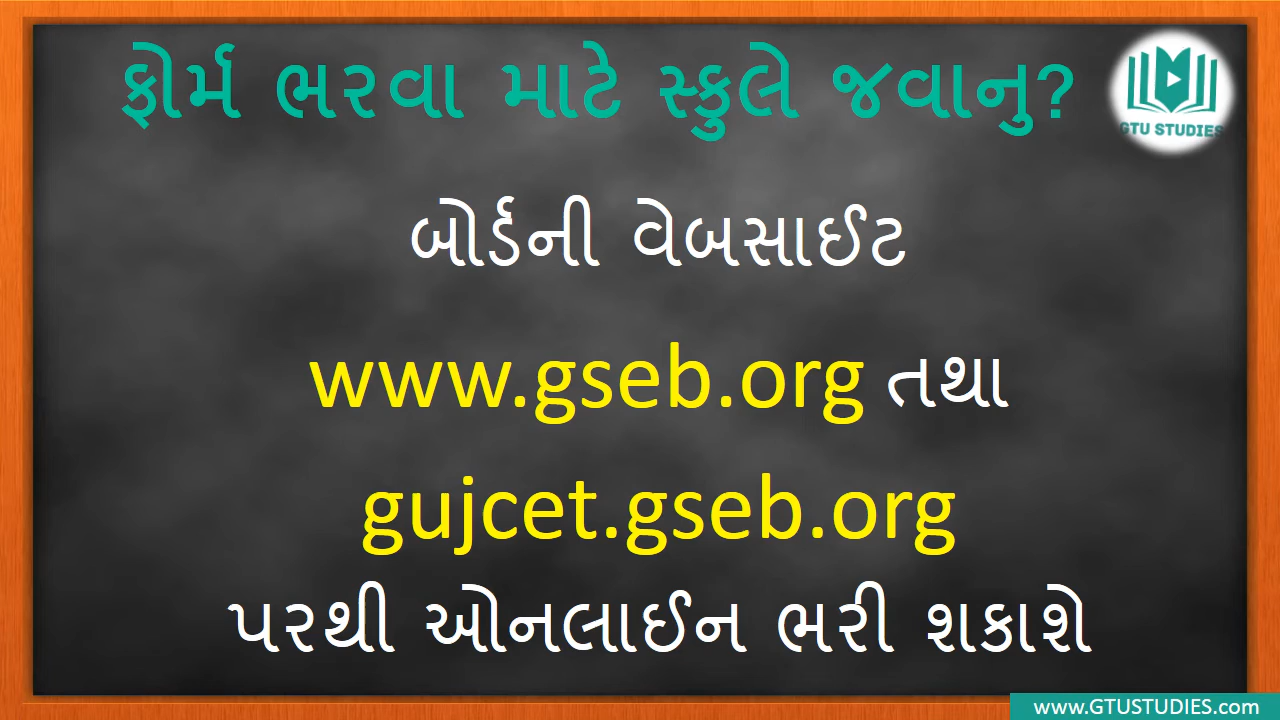 ફોર્મ ભરવા માટે સ્કુલે જવાનુ?
GTU STUDIES
બોર્ડની વેબસાઈટ
www.gseb.org તથા
gujcet.gseb.org
પરથી ઓનલાઈન ભરી શકાશે
www.GTUSTUDIES.com